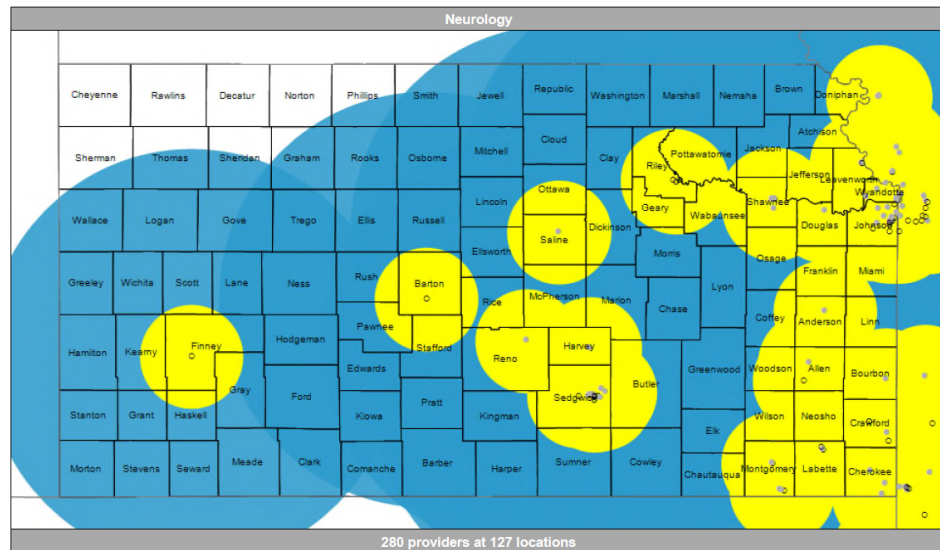 Neurology
Cheyenne Rawlins Decatur Norton Phillips Smith Jewell Republic Washington Marshall Nemaha Brown Doniphan
Sherman Thomas Sheridan Graham Rooks Osborne Mitchell Cloud Clay Riley Pottawatomie Jackson Atchison
Jefferson Leavenworth Wyandotte
Wallace Logan Gove Trego Ellis Russell Lincoln Ottawa Saline Dickinson Geary Wabaunsee Shawnee Douglas Johnson
Greeley Wichita Scott Lane Ness Rush Barton Ellsworth Rice McPherson Marion Morris Chase Lyon Osage Franklin Miami
Hamilton Kearny Finney Hodgeman Pawnee Stafford Reno Harvey Coffey Anderson Linn
Gray Ford Edwards Sedgwick Butler Greenwood Woodson Allen Bourbon
Stanton Grant Haskell Kiowa Pratt Kingman Elk Wilson Neosho Crawford
Morton Stevens Seward Meade Clark Comanche Barber Harper Sumner Cowley Chautauqua Montgomery Labette Cherokee
280 providers at 127 locations